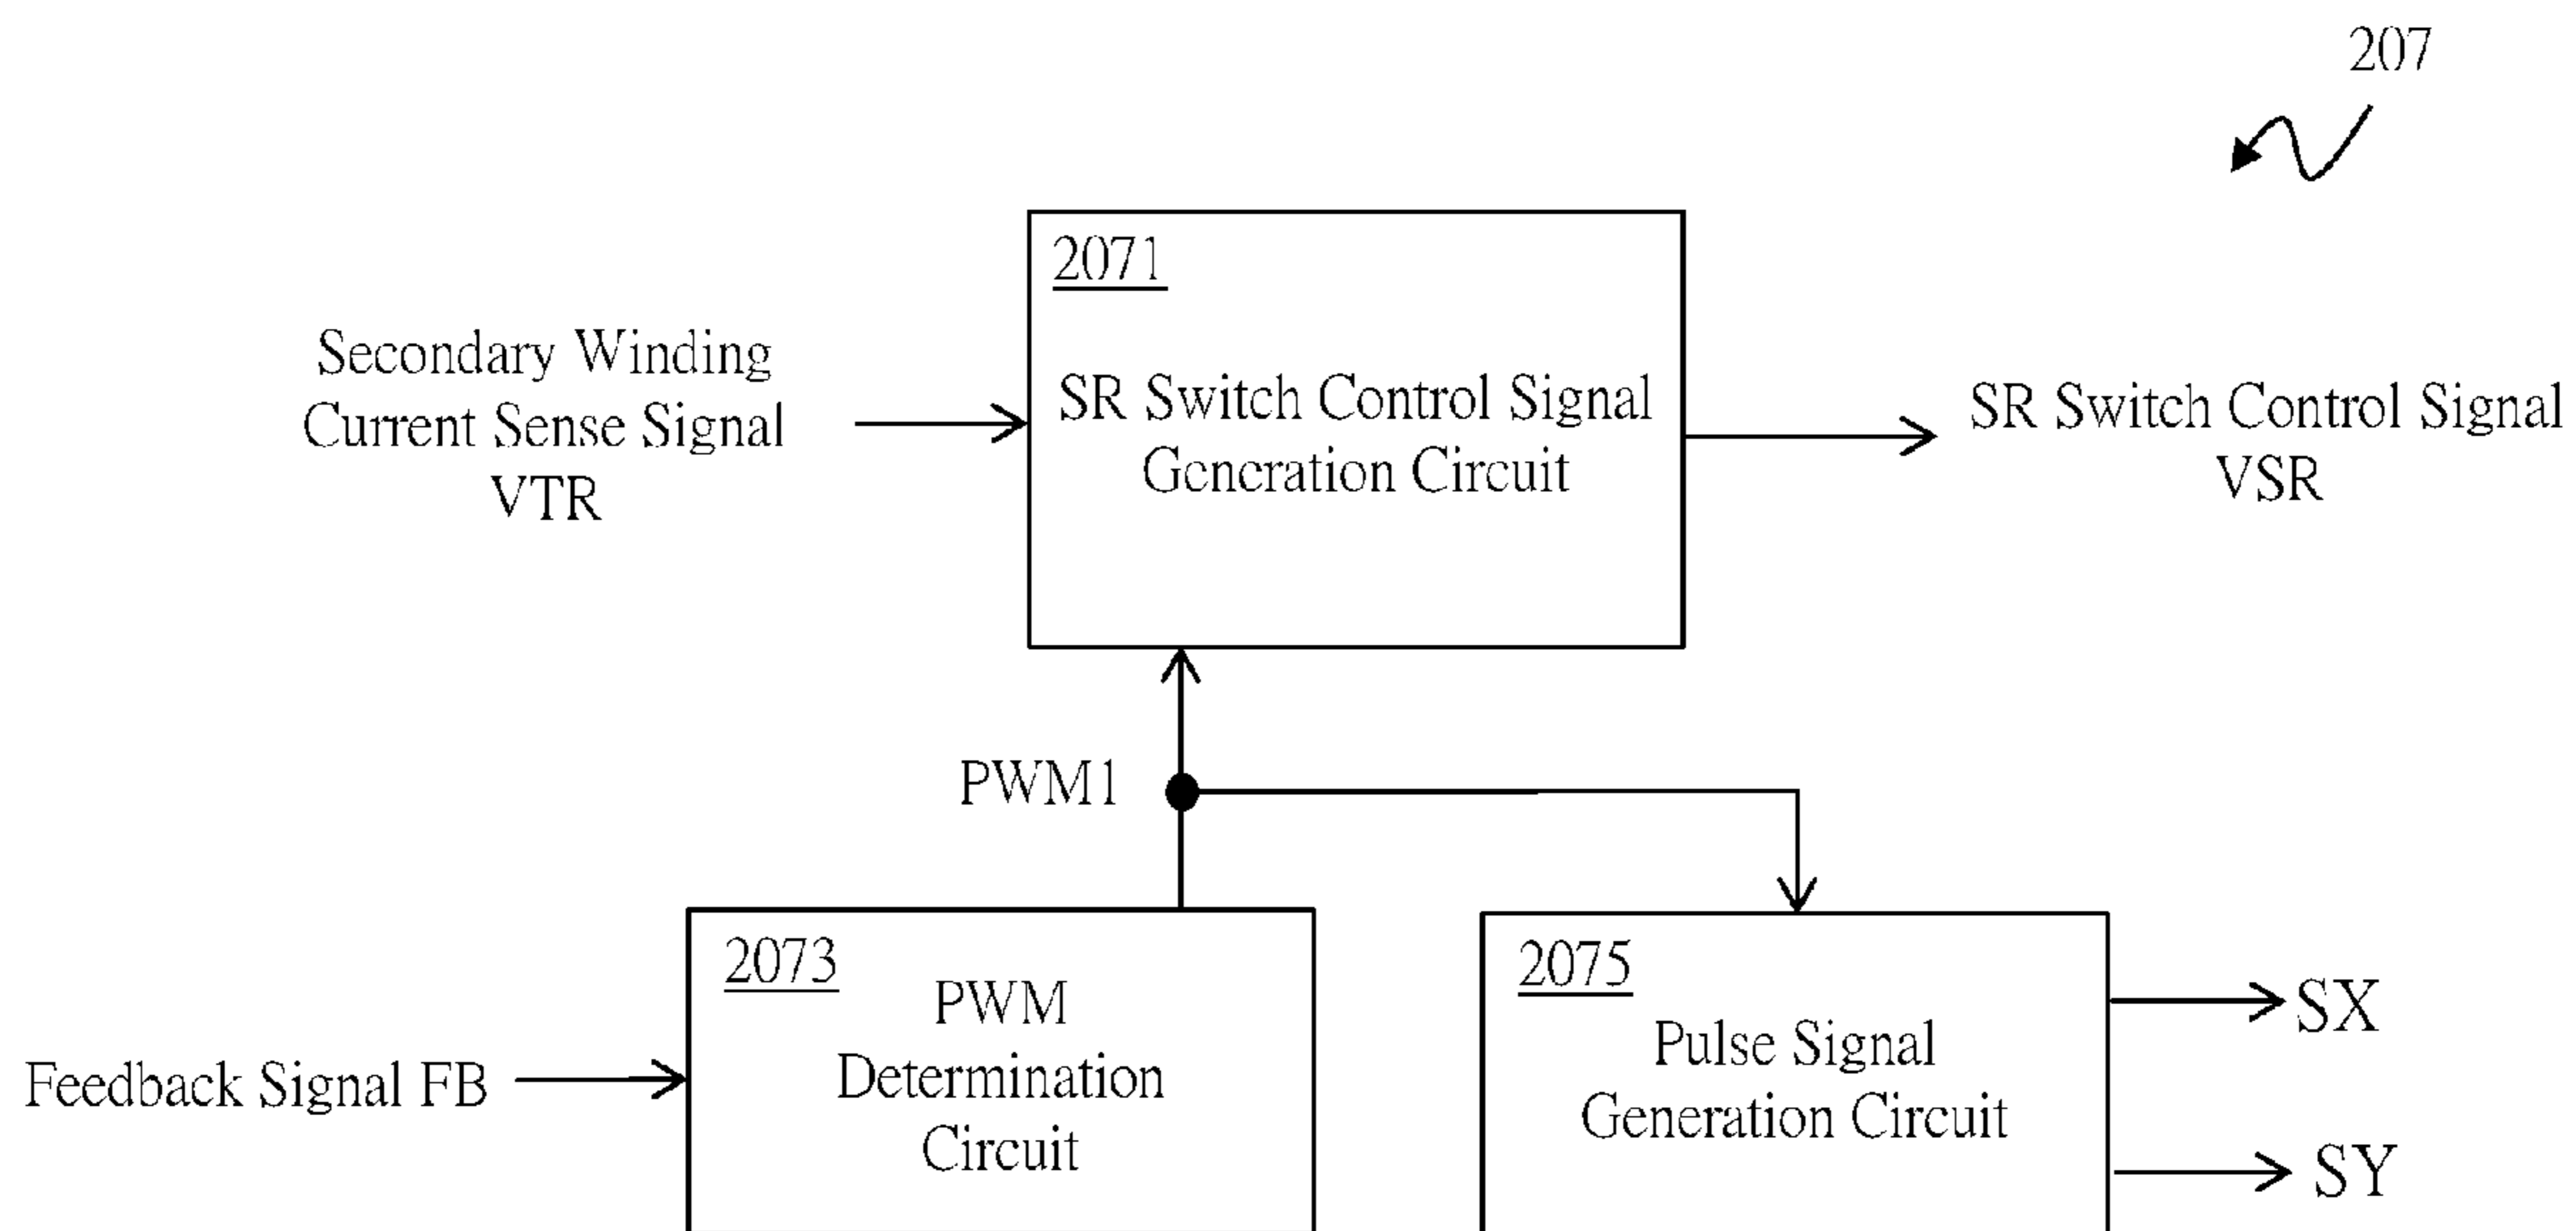 207
2071
Secondary Winding
Current Sense Signal
VTR
SR Switch Control Signal
Generation Circuit
SR Switch Control Signal
VSR
PWM1
2073
PWM
Determination
Circuit
Feedback Signal FB
2075
Pulse Signal
Generation Circuit
SX
SY